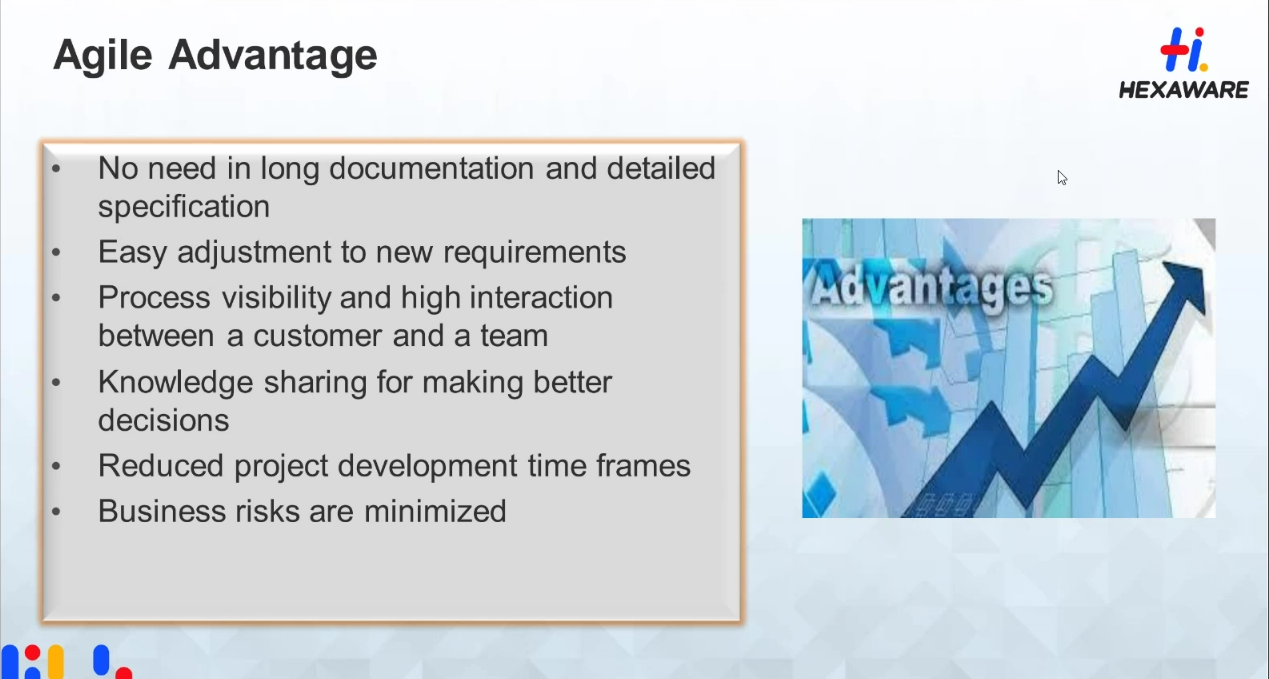 Agile Advantage
HEXAWARE
• No need in long documentation and detailed
specification
• Easy adjustment to new requirements
• Process visibility and high interaction
between a customer and a team
• Knowledge sharing for making better
decisions
• Reduced project development time frames
• Business risks are minimized
Advantages